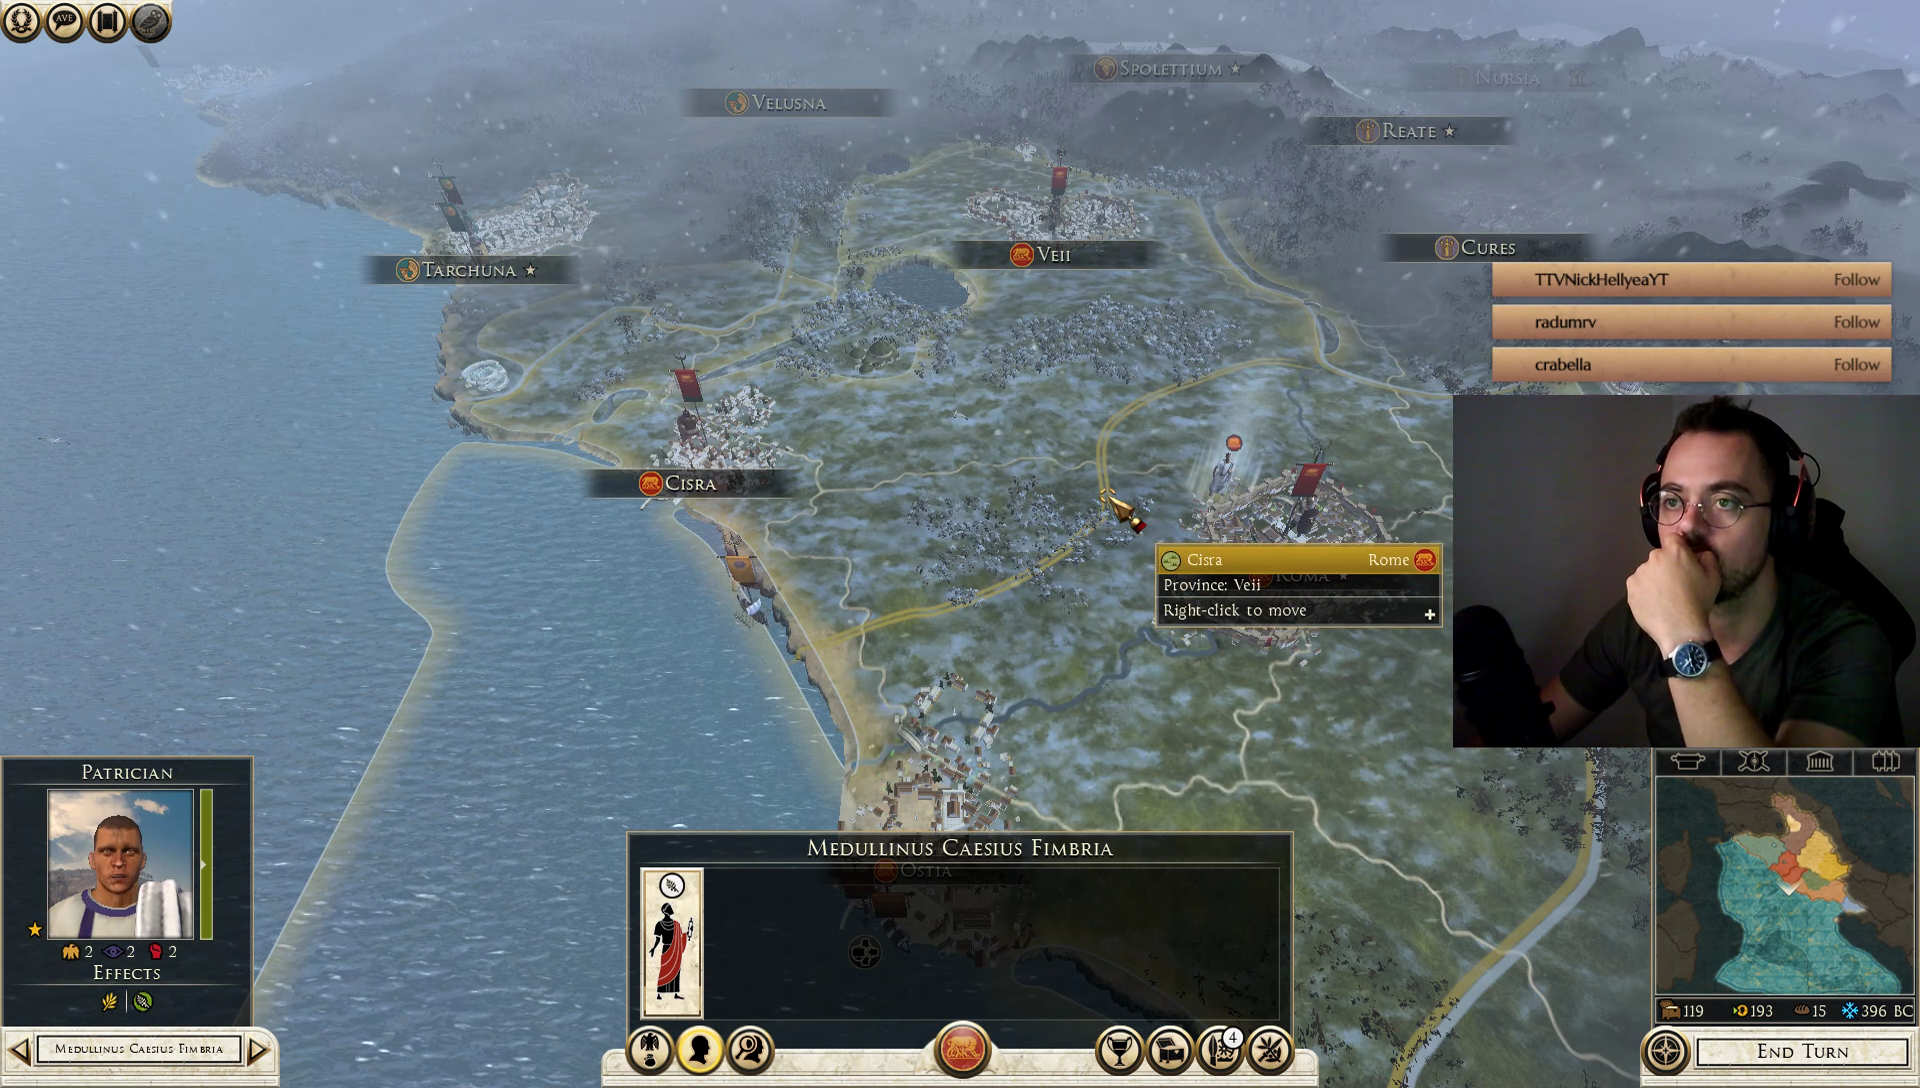 AVE
Spolettium
Nursia
Velusna
Reate
Veii
Cures
Tarchuna
TTVNickHellyeaYT Follow
radumrv Follow
crabella Follow
Cisra
Cisra Rome
Roma
Province: Veii
Right-click to move
Patrician
2 2 2
Effects
Medullinus Caesius Fimbria
Medullinus Caesius Fimbria
Ostia
4
119 193 15 396 BC
End Turn